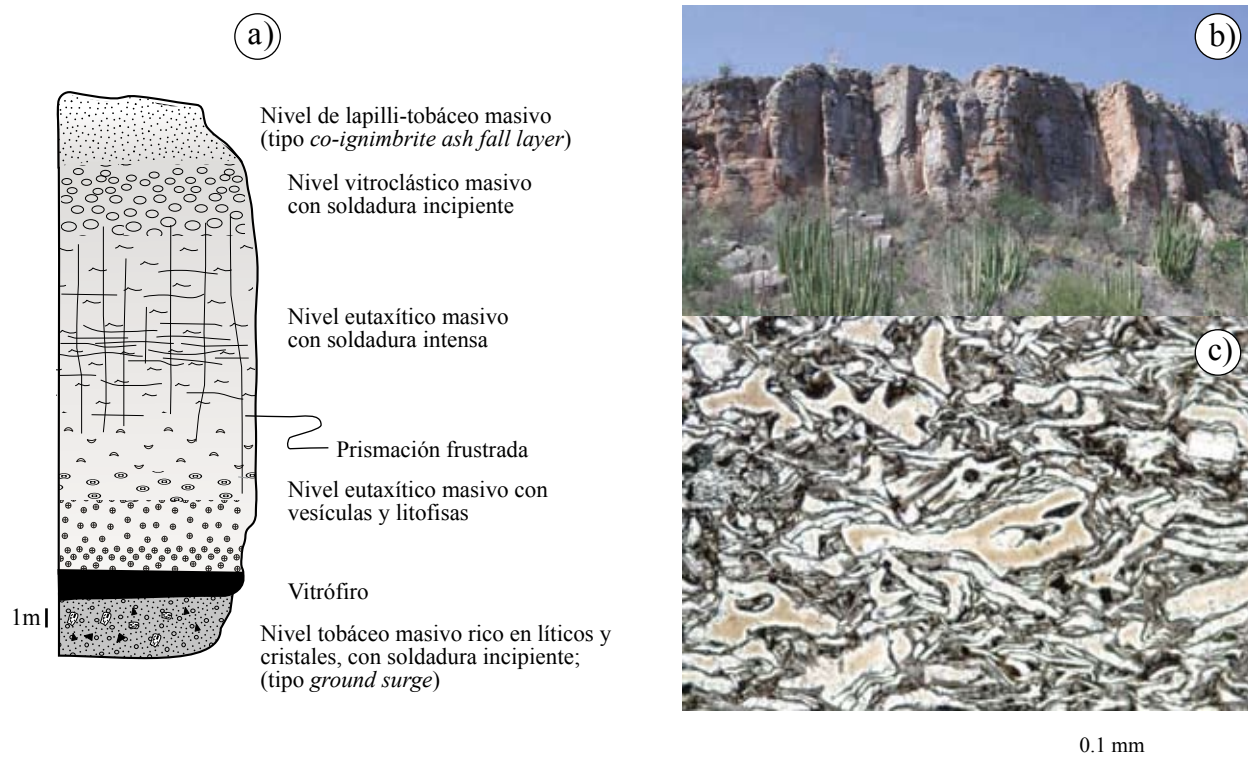 a)
Nivel de lapilli-tobáceo masivo
(tipo co-ignimbrite ash fall layer)
Nivel vitroclástico masivo
con soldadura incipiente
Nivel eutaxítico masivo
con soldadura intensa
Prismación frustrada
Nivel eutaxítico masivo con
vesículas y litofisas
Vitrófiro
1m
Nivel tobáceo masivo rico en líticos y
cristales, con soldadura incipiente;
(tipo ground surge)
b)
c)
0.1 mm